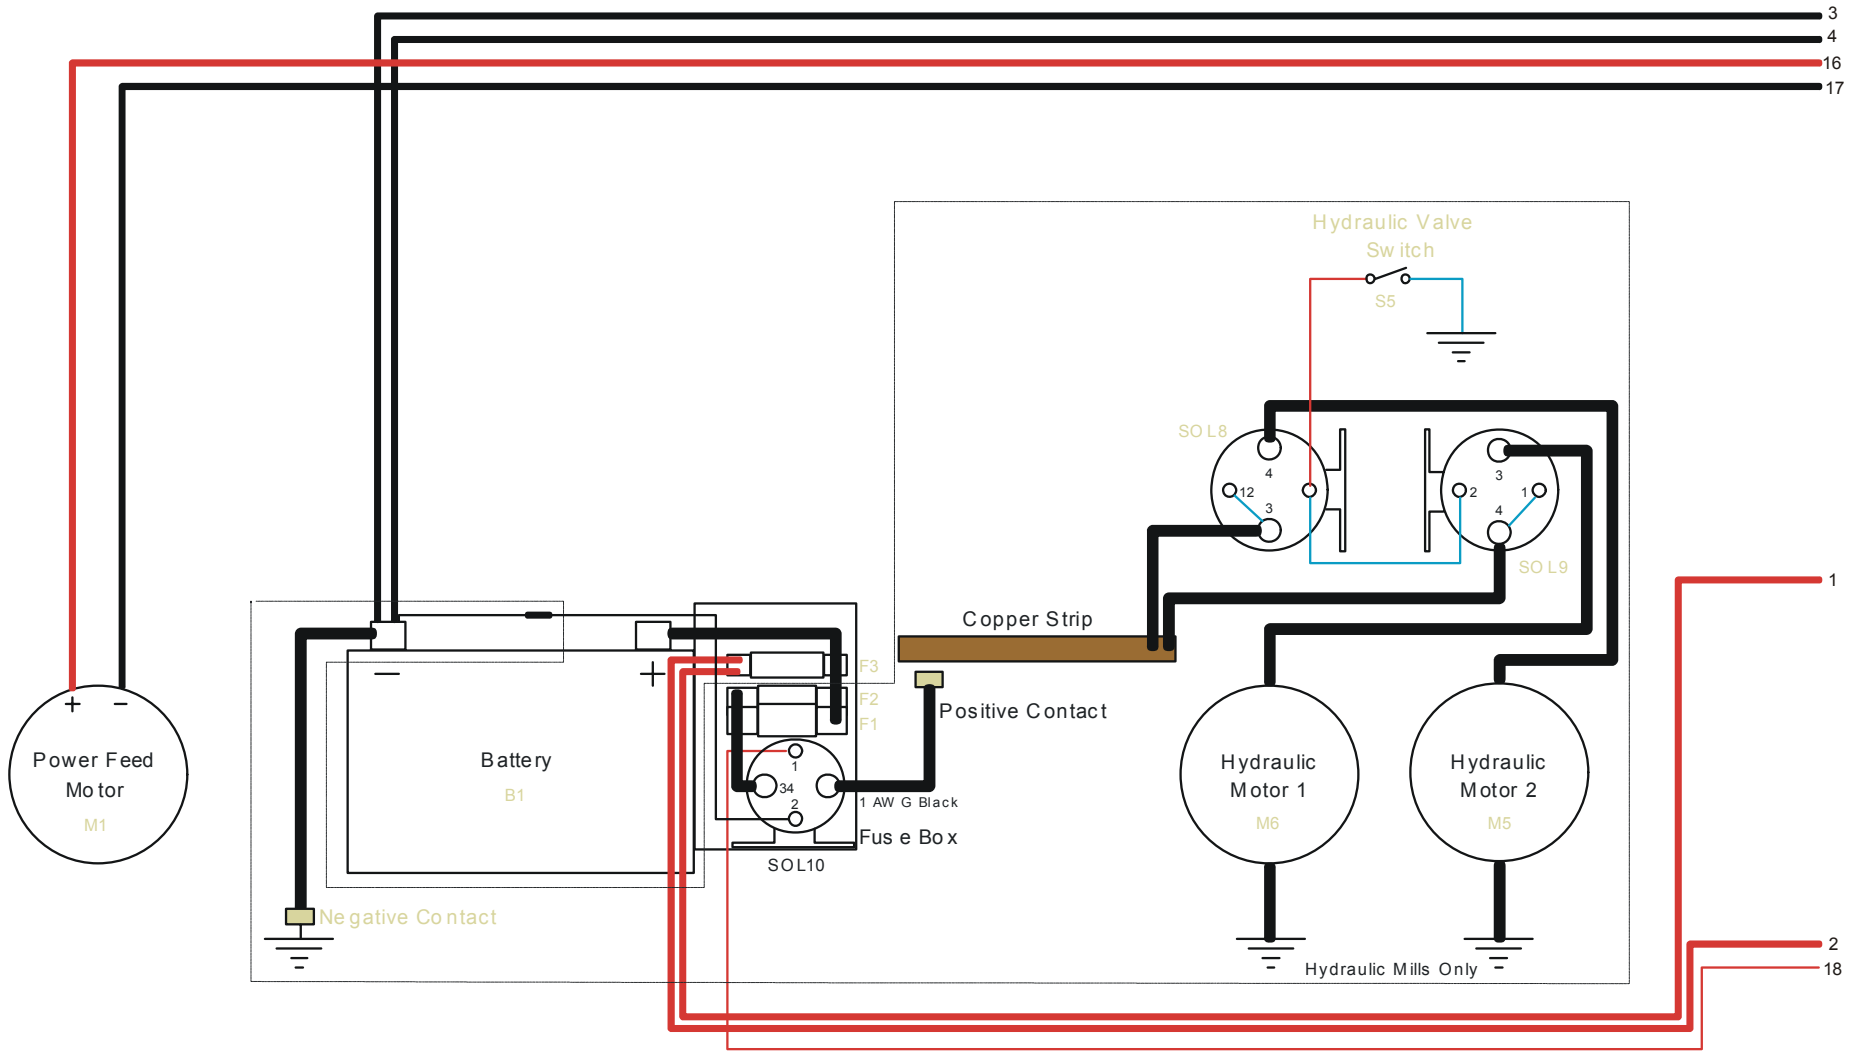 3
4
16
17
Hydraulic Valve
Switch
S5
SOL8
4
12
3
3
2
1
4
SOL9
1
Copper Strip
F3
F2
F1
Positive Contact
+
−
−
+
Power Feed
Motor
M1
Battery
B1
1
34
2
1 AWG Black
Fuse Box
SOL10
Hydraulic
Motor 1
M6
Hydraulic
Motor 2
M5
Negative Contact
Hydraulic Mills Only
2
18